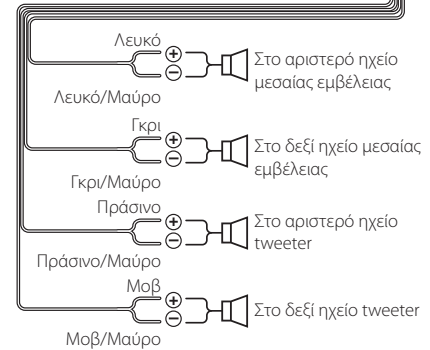 Λευκό
⊕
⊖
Λευκό/Μαύρο
Στο αριστερό ηχείο
μεσαίας εμβέλειας
Γκρι
⊕
⊖
Γκρι/Μαύρο
Στο δεξί ηχείο μεσαίας
εμβέλειας
Πράσινο
⊕
⊖
Πράσινο/Μαύρο
Στο αριστερό ηχείο
tweeter
Μοβ
⊕
⊖
Μοβ/Μαύρο
Στο δεξί ηχείο tweeter